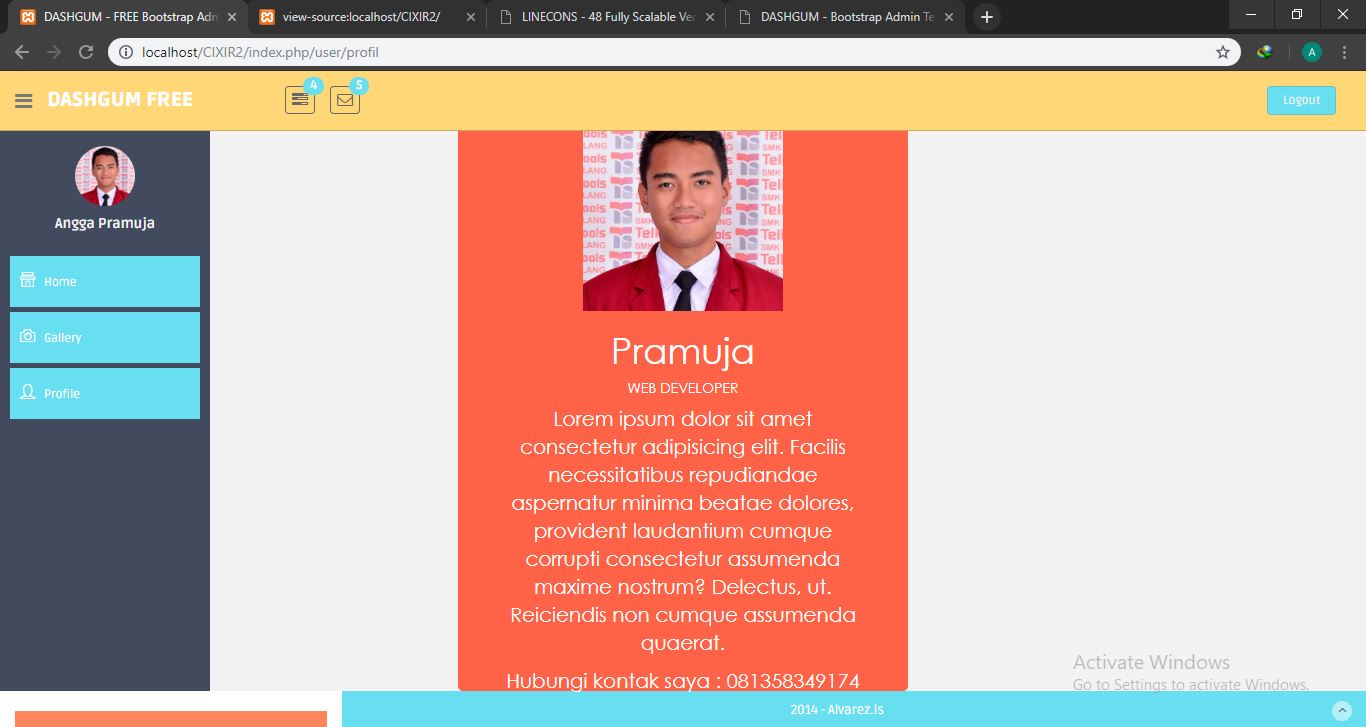 DASHGUM - FREE Bootstrap Adm
view-source:localhost/CIXIR2/
LINECONS - 48 Fully Scalable Vec
DASHGUM - Bootstrap Admin Te
localhost/CIXIR2/index.php/user/profil
A
DASHGUM FREE
4
5
Logout
Angga Pramuja
Home
Gallery
Profile
Pramuja
WEB DEVELOPER
Lorem ipsum dolor sit amet
consectetur adipisicing elit. Facilis
necessitatibus repudiandae
aspernatur minima beatae dolores,
provident laudantium cumque
corrupti consectetur assumenda
maxime nostrum? Delectus, ut.
Reiciendis non cumque assumenda
quaerat.
Hubungi kontak saya : 081358349174
Activate Windows
Go to Settings to activate Windows.
2014 - Alvarez.is